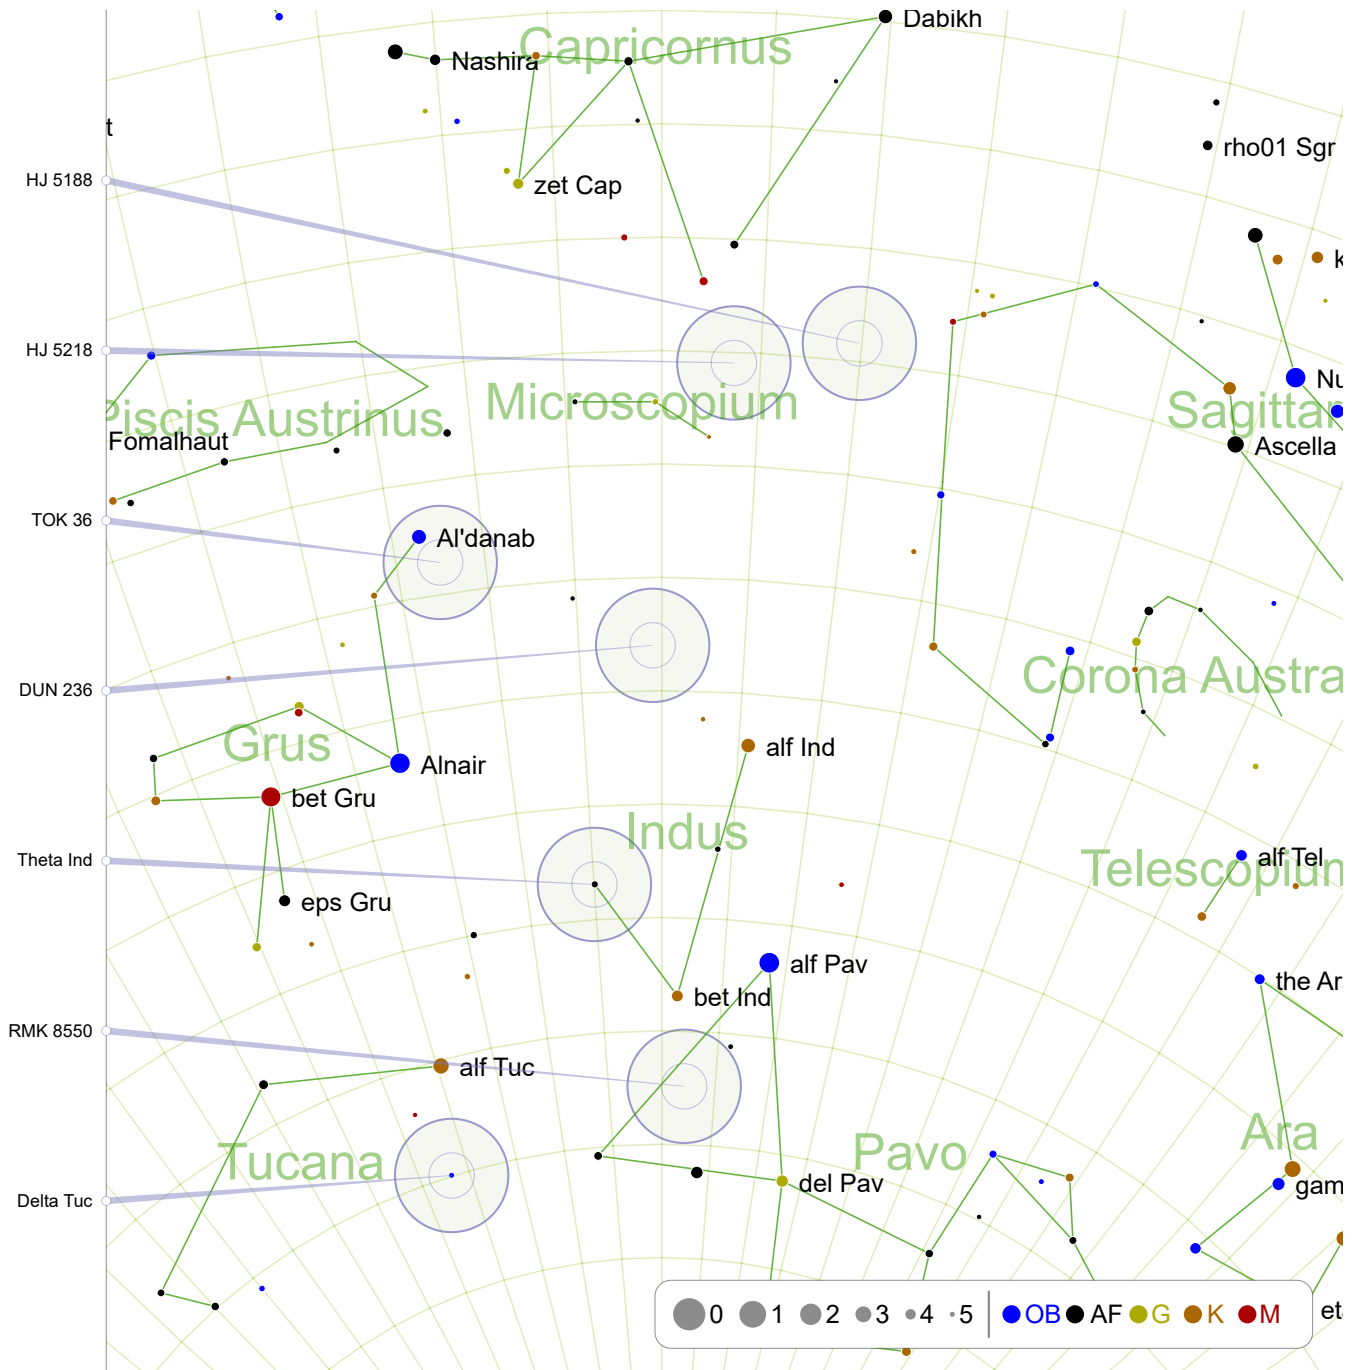 Dabikh
Capricornus
Nashira
t
rho01 Sgr
HJ 5188
zet Cap
k
HJ 5218
Nu
Microscopium
Sagittar
Piscis Austrinus
Fomalhaut
Ascella
TOK 36
Al'danab
DUN 236
Corona Austra
Grus
alf Ind
Alnair
bet Gru
Indus
Theta Ind
alf Tel
Telescopium
eps Gru
alf Pav
the Ar
bet Ind
RMK 8550
alf Tuc
Ara
Pavo
Tucana
del Pav
gam
Delta Tuc
0 1 2 3 4 5 OB AF G K M
et